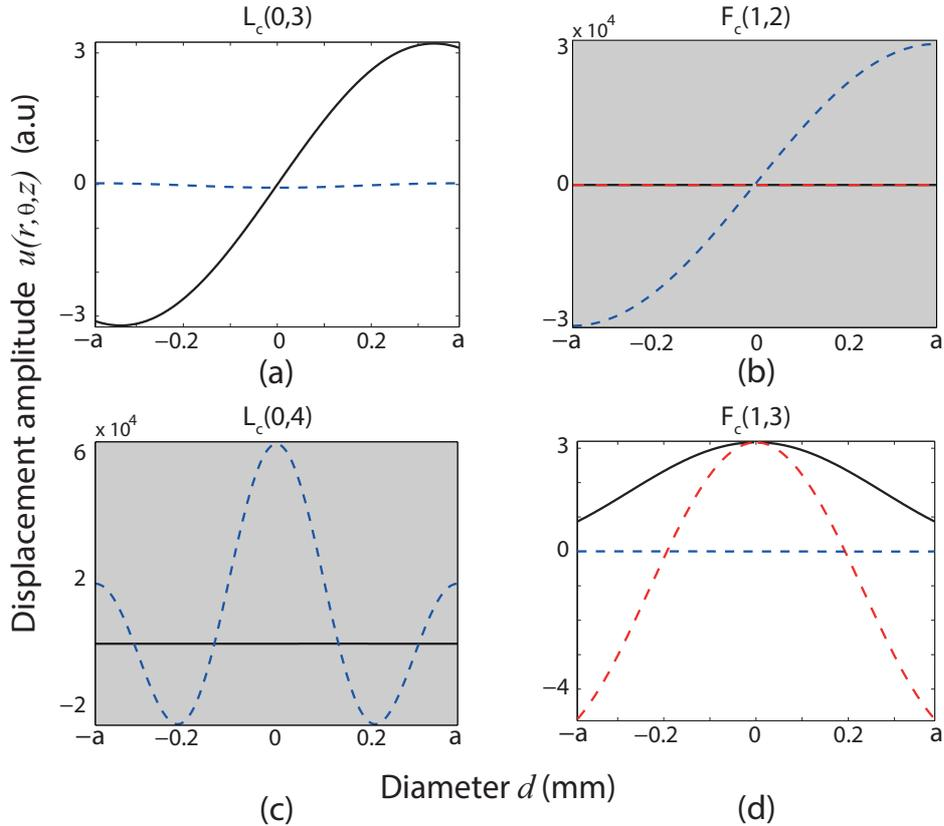 L_c(0,3)
3
0
−3
−a −0.2 0 0.2 a
(a)
F_c(1,2)
x 10^4
3
0
−3
−a −0.2 0 0.2 a
(b)
Displacement amplitude u(r,θ,z) (a.u)
L_c(0,4)
x 10^4
6
2
−2
−a −0.2 0 0.2 a
(c)
F_c(1,3)
3
0
−4
−a −0.2 0 0.2 a
(d)
Diameter d (mm)